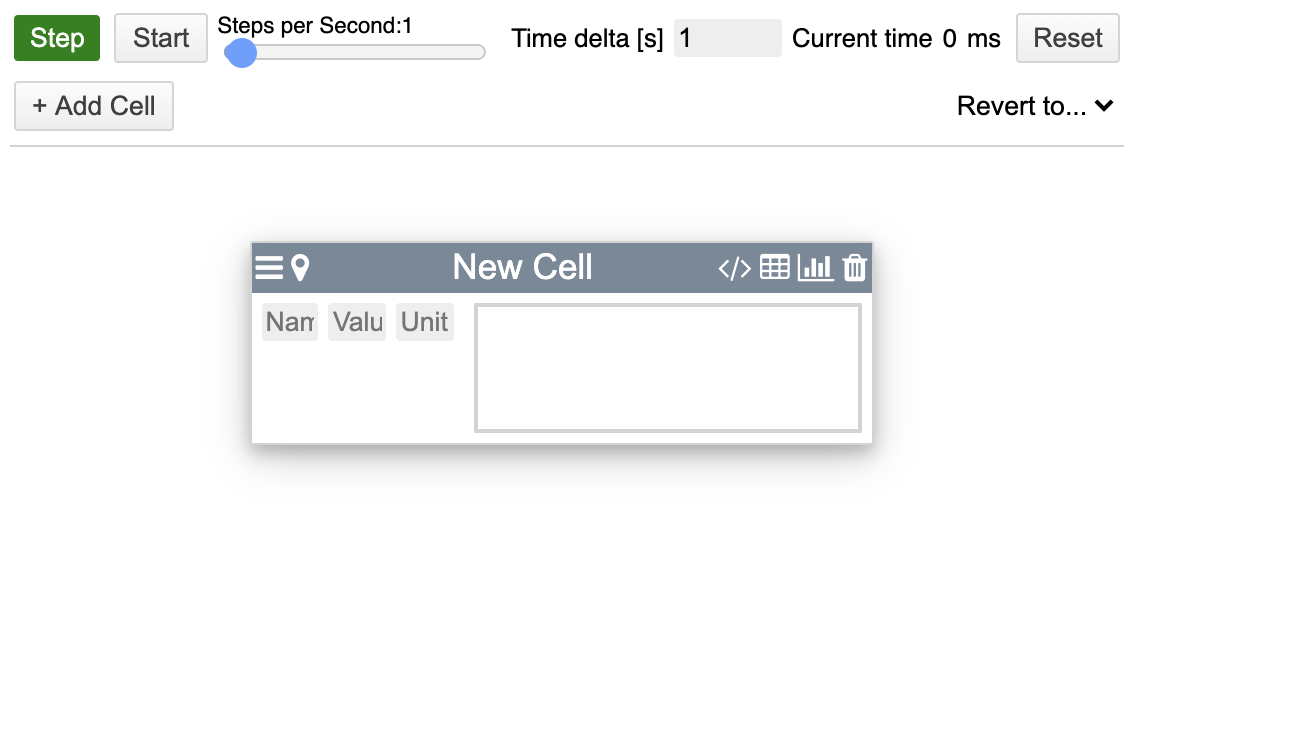 Step Start Steps per Second:1 Time delta [s] 1 Current time 0 ms Reset
+ Add Cell Revert to...
New Cell </>
Nam Valu Unit